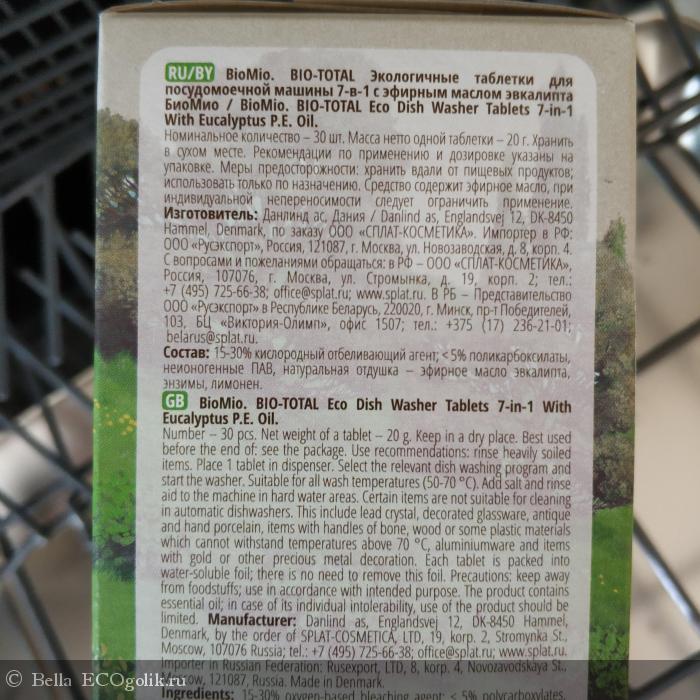 RU/BY BioMio. BIO-TOTAL Экологичные таблетки для
посудомоечной машины 7-в-1 с эфирным маслом эвкалипта
БиоМио / BioMio. BIO-TOTAL Eco Dish Washer Tablets 7-in-1
With Eucalyptus P.E. Oil.
Номинальное количество – 30 шт. Масса нетто одной таблетки – 20 г. Хранить
в сухом месте. Рекомендации по применению и дозировке указаны на
упаковке. Меры предосторожности: хранить вдали от пищевых продуктов;
использовать только по назначению. Средство содержит эфирное масло, при
индивидуальной непереносимости следует ограничить применение.
Изготовитель: Данлинд ас, Дания / Danlind as, Englandsvej 12, DK-8450
Hammel, Denmark, по заказу ООО «СПЛАТ-КОСМЕТИКА». Импортер в РФ:
ООО «Русэкспорт», Россия, 121087, г. Москва, ул. Новозаводская, д. 8, корп. 4.
С вопросами и пожеланиями обращаться: в РФ – ООО «СПЛАТ-КОСМЕТИКА»,
Россия, 107076, г. Москва, ул. Стромынка, д. 19, корп. 2; тел.:
+7 (495) 725-66-38; office@splat.ru; www.splat.ru. В РБ – Представительство
ООО «Русэкспорт» в Республике Беларусь, 220020, г. Минск, пр-т Победителей,
103, БЦ «Виктория-Олимп», офис 1507; тел.: +375 (17) 236-21-01;
belarus@splat.ru.
Состав: 15-30% кислородный отбеливающий агент; < 5% поликарбоксилаты,
неионогенные ПАВ, натуральная отдушка – эфирное масло эвкалипта,
энзимы, лимонен.
GB BioMio. BIO-TOTAL Eco Dish Washer Tablets 7-in-1 With
Eucalyptus P.E. Oil.
Number – 30 pcs. Net weight of a tablet – 20 g. Keep in a dry place. Best used
before the end of: see the package. Use recommendations: rinse heavily soiled
items. Place 1 tablet in dispenser. Select the relevant dish washing program and
start the washer. Suitable for all wash temperatures (50-70 °C). Add salt and rinse
aid to the machine in hard water areas. Certain items are not suitable for cleaning
in automatic dishwashers. This include lead crystal, decorated glassware, antique
and hand porcelain, items with handles of bone, wood or some plastic materials
which cannot withstand temperatures above 70 °C, aluminiumware and items
with gold or other precious metal decoration. Each tablet is packed into
water-soluble foil; there is no need to remove this foil. Precautions: keep away
from foodstuffs; use in accordance with intended purpose. The product contains
essential oil; in case of its individual intolerability, use of the product should be
limited. Manufacturer: Danlind as, Englandsvej 12, DK-8450 Hammel,
Denmark, by the order of SPLAT-COSMETICA, LTD, 19, korp. 2, Stromynka St.,
Moscow, 107076 Russia; tel.: +7 (495) 725-66-38; office@splat.ru; www.splat.ru.
Importer in Russian Federation: Rusexport, LTD, 8, korp. 4, Novozavodskaya St.,
121087, Russia. Made in Denmark.
Ingredients: 15-30% oxygen-based bleaching agent; < 5% polycarboxylates,
Bella ECOgolik.ru